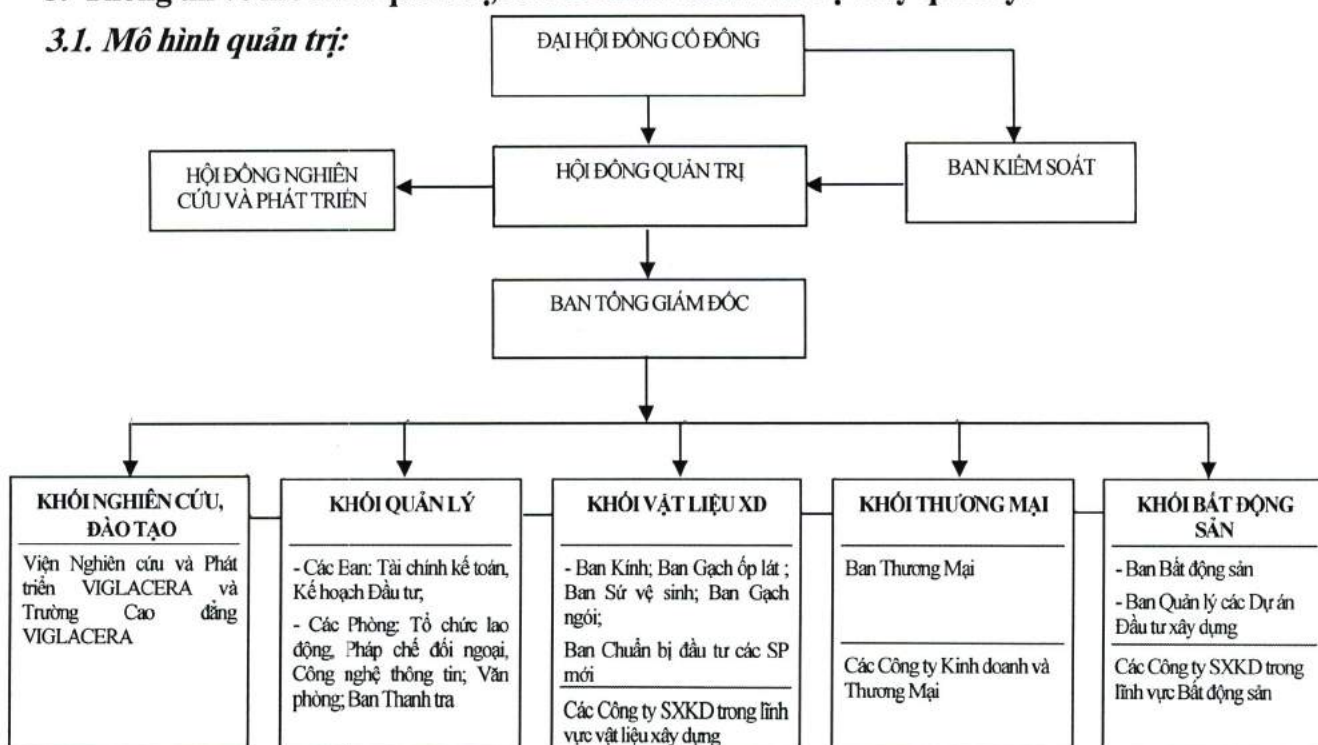 3.1. Mô hình quản trị:
ĐẠI HỘI ĐỒNG CỔ ĐÔNG
HỘI ĐỒNG NGHIÊN
CỨU VÀ PHÁT TRIỂN
HỘI ĐỒNG QUẢN TRỊ
BAN KIỂM SOÁT
BAN TỔNG GIÁM ĐỐC
KHỐI NGHIÊN CỨU,
ĐÀO TẠO
Viện Nghiên cứu và Phát
triển VIGLACERA và
Trường Cao đẳng
VIGLACERA
KHỐI QUẢN LÝ
- Các Ban: Tài chính kế toán,
Kế hoạch Đầu tư;
- Các Phòng: Tổ chức lao
động, Pháp chế đối ngoại,
Công nghệ thông tin; Văn
phòng; Ban Thanh tra
KHỐI VẬT LIỆU XD
- Ban Kính; Ban Gạch ốp lát ;
Ban Sứ vệ sinh; Ban Gạch
ngói;
Ban Chuẩn bị đầu tư các SP
mới
Các Công ty SXKD trong lĩnh
vực vật liệu xây dựng
KHỐI THƯƠNG MẠI
Ban Thương Mại
Các Công ty Kinh doanh và
Thương Mại
KHỐI BẤT ĐỘNG
SẢN
- Ban Bất động sản
- Ban Quản lý các Dự án
Đầu tư xây dựng
Các Công ty SXKD trong
lĩnh vực Bất động sản